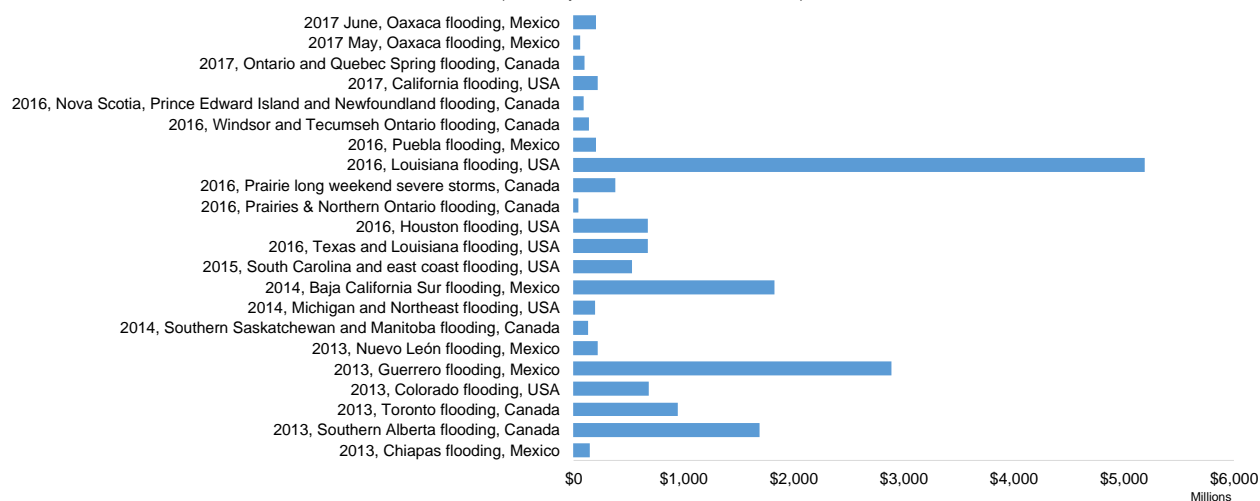 2017 June, Oaxaca flooding, Mexico
2017 May, Oaxaca flooding, Mexico
2017, Ontario and Quebec Spring flooding, Canada
2017, California flooding, USA
2016, Nova Scotia, Prince Edward Island and Newfoundland flooding, Canada
2016, Windsor and Tecumseh Ontario flooding, Canada
2016, Puebla flooding, Mexico
2016, Louisiana flooding, USA
2016, Prairie long weekend severe storms, Canada
2016, Prairies & Northern Ontario flooding, Canada
2016, Houston flooding, USA
2016, Texas and Louisiana flooding, USA
2015, South Carolina and east coast flooding, USA
2014, Baja California Sur flooding, Mexico
2014, Michigan and Northeast flooding, USA
2014, Southern Saskatchewan and Manitoba flooding, Canada
2013, Nuevo León flooding, Mexico
2013, Guerrero flooding, Mexico
2013, Colorado flooding, USA
2013, Toronto flooding, Canada
2013, Southern Alberta flooding, Canada
2013, Chiapas flooding, Mexico
$0 $1,000 $2,000 $3,000 $4,000 $5,000 $6,000
Millions